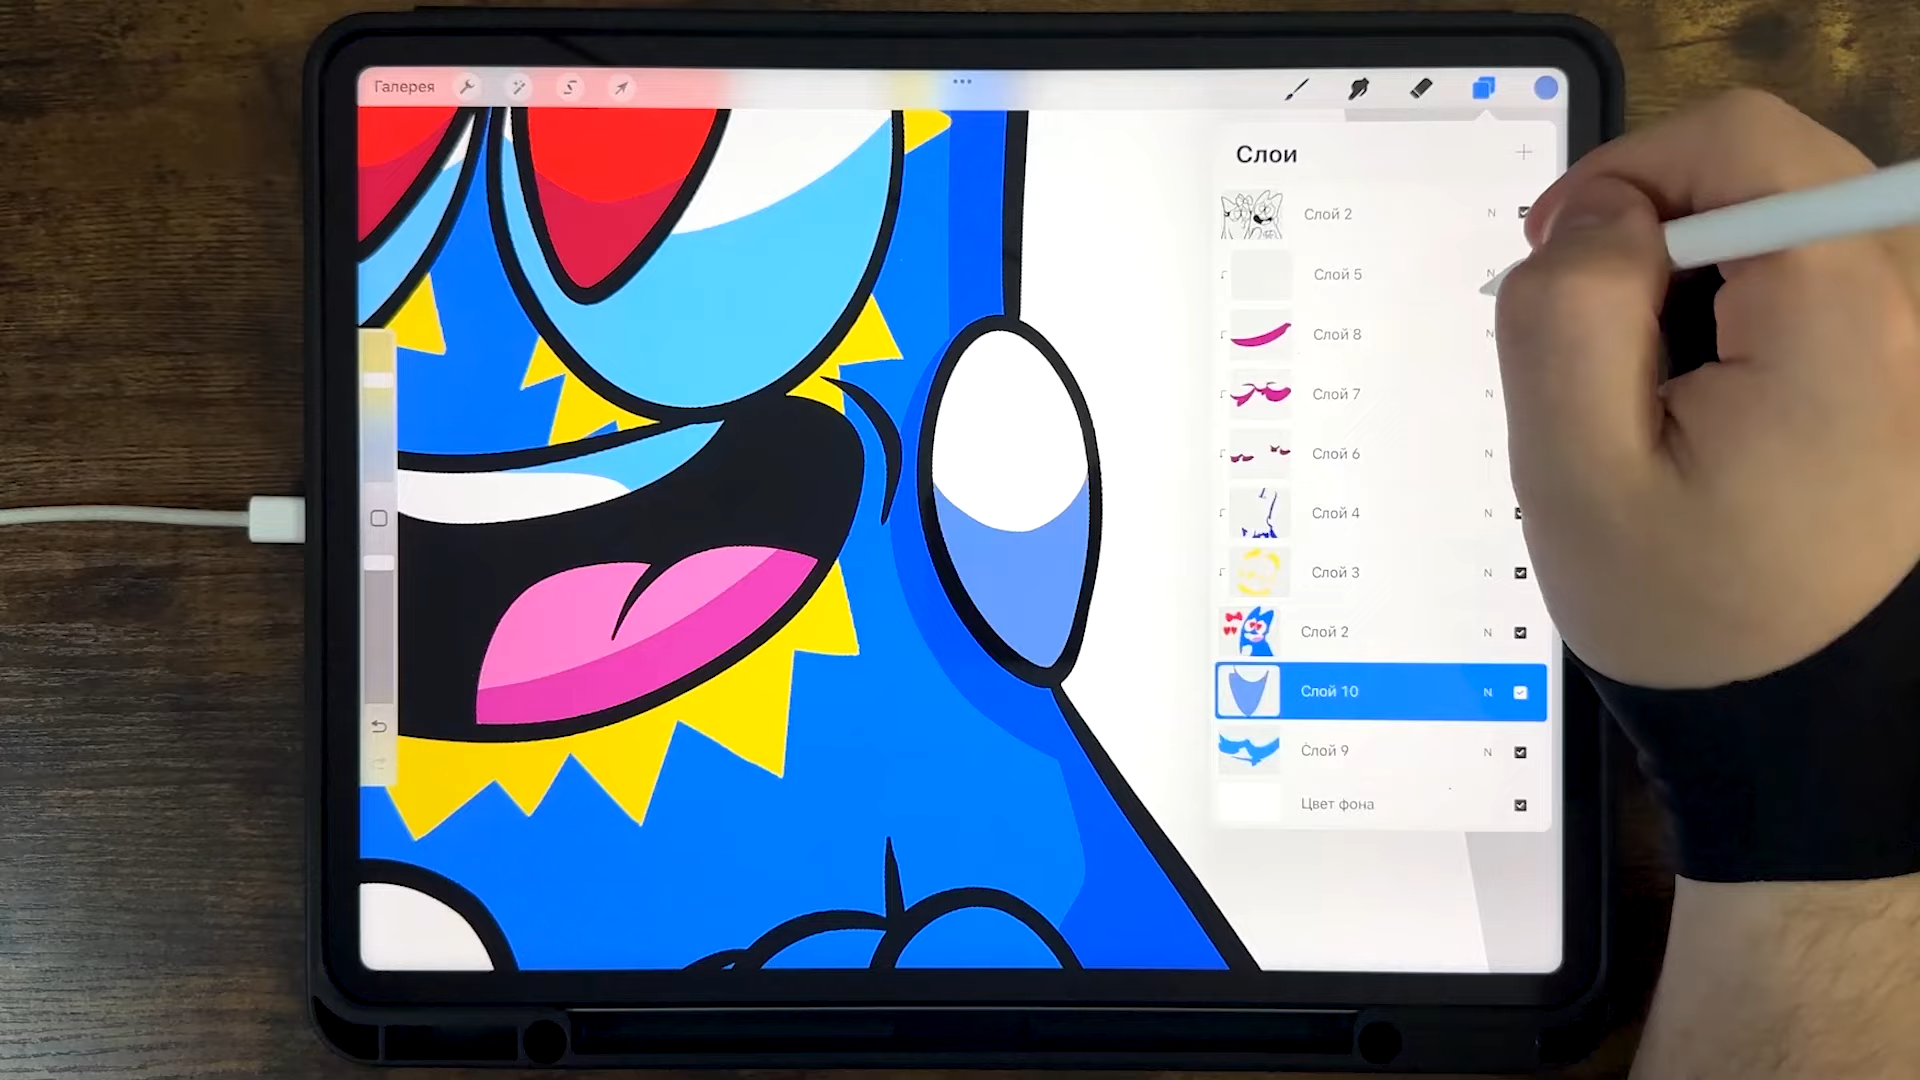 Галерея
Слои
Слой 2 N
Слой 5 N
Слой 8 N
Слой 7 N
Слой 6 N
Слой 4 N
Слой 3 N
Слой 2 N
Слой 10 N
Слой 9 N
Цвет фона